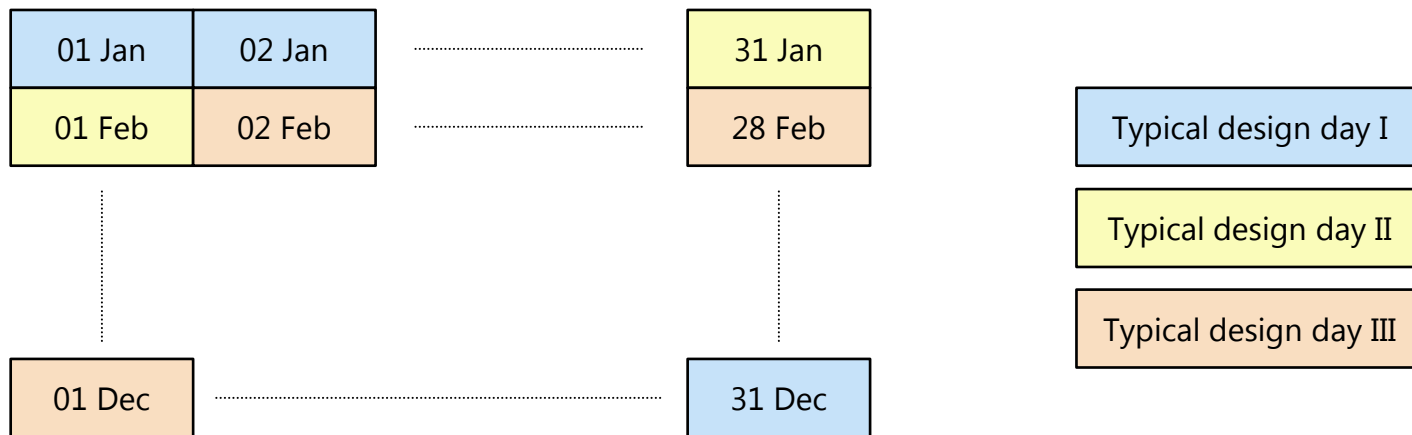 01 Jan
02 Jan
31 Jan
01 Feb
02 Feb
28 Feb
01 Dec
31 Dec
Typical design day I
Typical design day II
Typical design day III